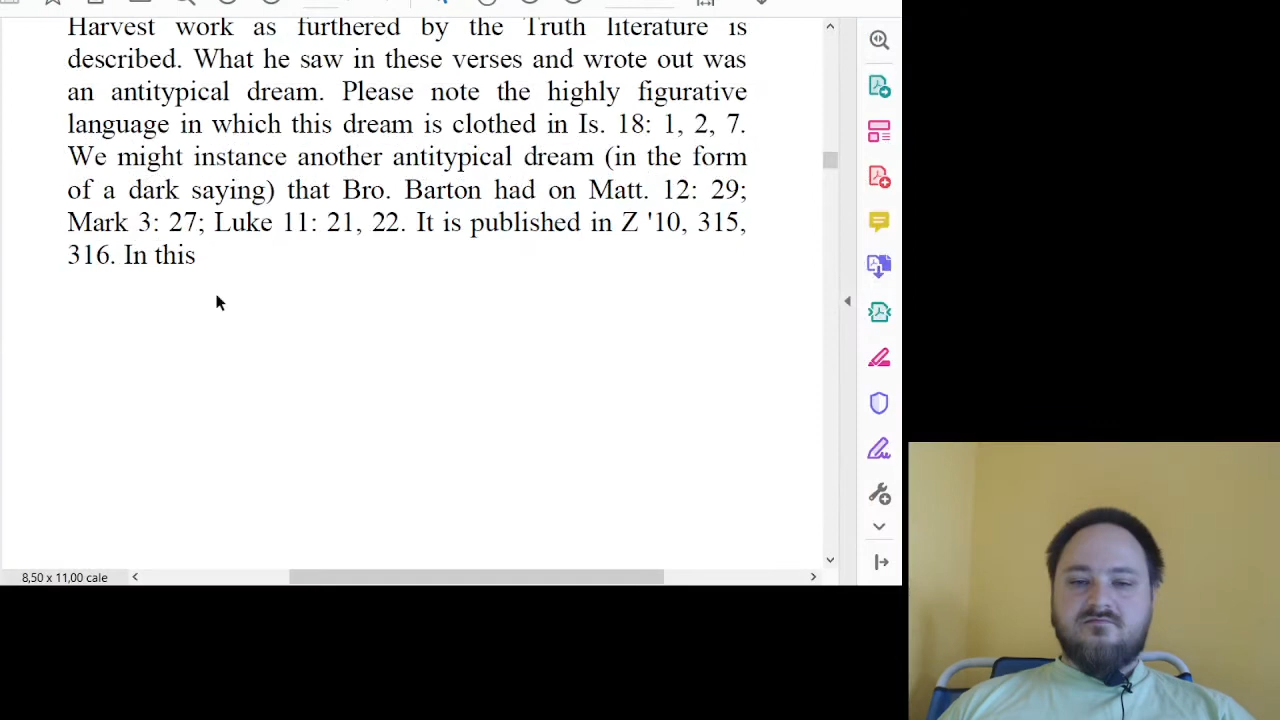 Harvest work as furthered by the Truth literature is
described. What he saw in these verses and wrote out was
an antitypical dream. Please note the highly figurative
language in which this dream is clothed in Is. 18: 1, 2, 7.
We might instance another antitypical dream (in the form
of a dark saying) that Bro. Barton had on Matt. 12: 29;
Mark 3: 27; Luke 11: 21, 22. It is published in Z '10, 315,
316. In this
8,50 x 11,00 cale